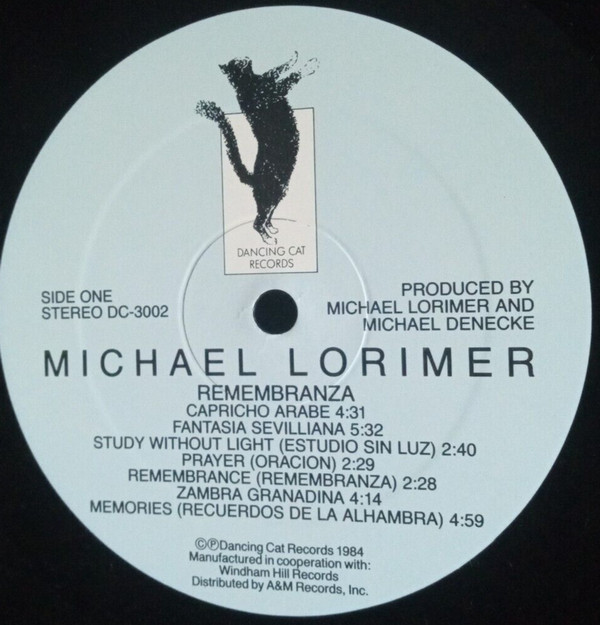 DANCING CAT
RECORDS
SIDE ONE
STEREO DC-3002
PRODUCED BY
MICHAEL LORIMER AND
MICHAEL DENECKE
MICHAEL LORIMER
REMEMBRANZA
CAPRICHO ARABE 4:31
FANTASIA SEVILLIANA 5:32
STUDY WITHOUT LIGHT (ESTUDIO SIN LUZ) 2:40
PRAYER (ORACION) 2:29
REMEMBRANCE (REMEMBRANZA) 2:28
ZAMBRA GRANADINA 4:14
MEMORIES (RECUERDOS DE LA ALHAMBRA) 4:59
©℗Dancing Cat Records 1984
Manufactured in cooperation with:
Windham Hill Records
Distributed by A&M Records, Inc.